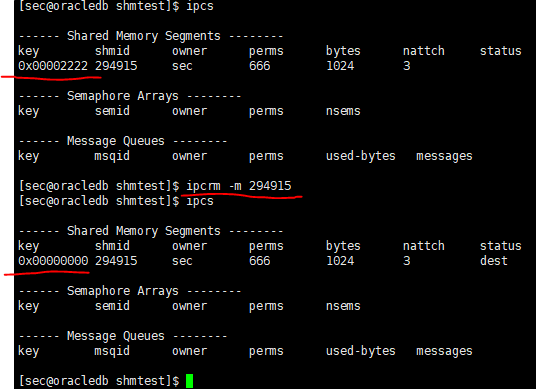 [sec@oracledb shmtest]$ ipcs
------ Shared Memory Segments --------
key shmid owner perms bytes nattch status
0x00002222 294915 sec 666 1024 3
------ Semaphore Arrays --------
key semid owner perms nsems
------ Message Queues --------
key msqid owner perms used-bytes messages
[sec@oracledb shmtest]$ ipcrm -m 294915
[sec@oracledb shmtest]$ ipcs
------ Shared Memory Segments --------
key shmid owner perms bytes nattch status
0x00000000 294915 sec 666 1024 3 dest
------ Semaphore Arrays --------
key semid owner perms nsems
------ Message Queues --------
key msqid owner perms used-bytes messages
[sec@oracledb shmtest]$